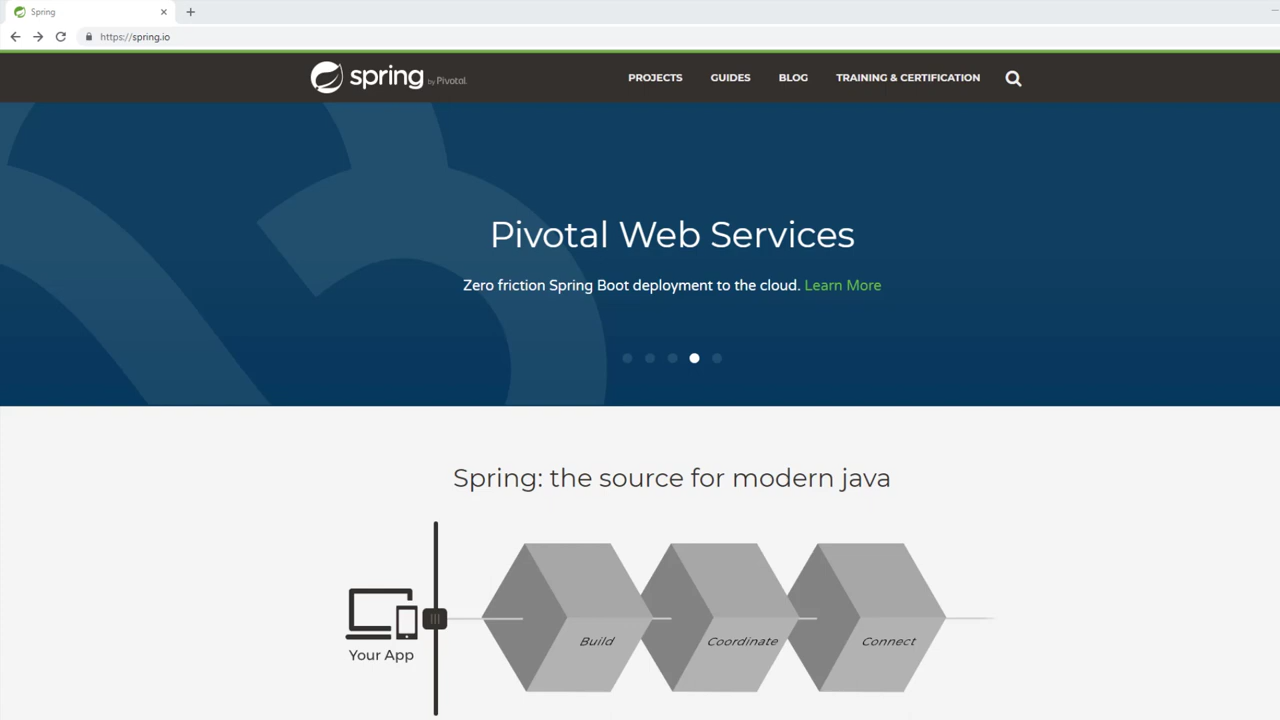 Spring
https://spring.io
spring by Pivotal
PROJECTS GUIDES BLOG TRAINING & CERTIFICATION
Pivotal Web Services
Zero friction Spring Boot deployment to the cloud. Learn More
Spring: the source for modern java
Build Coordinate Connect
Your App